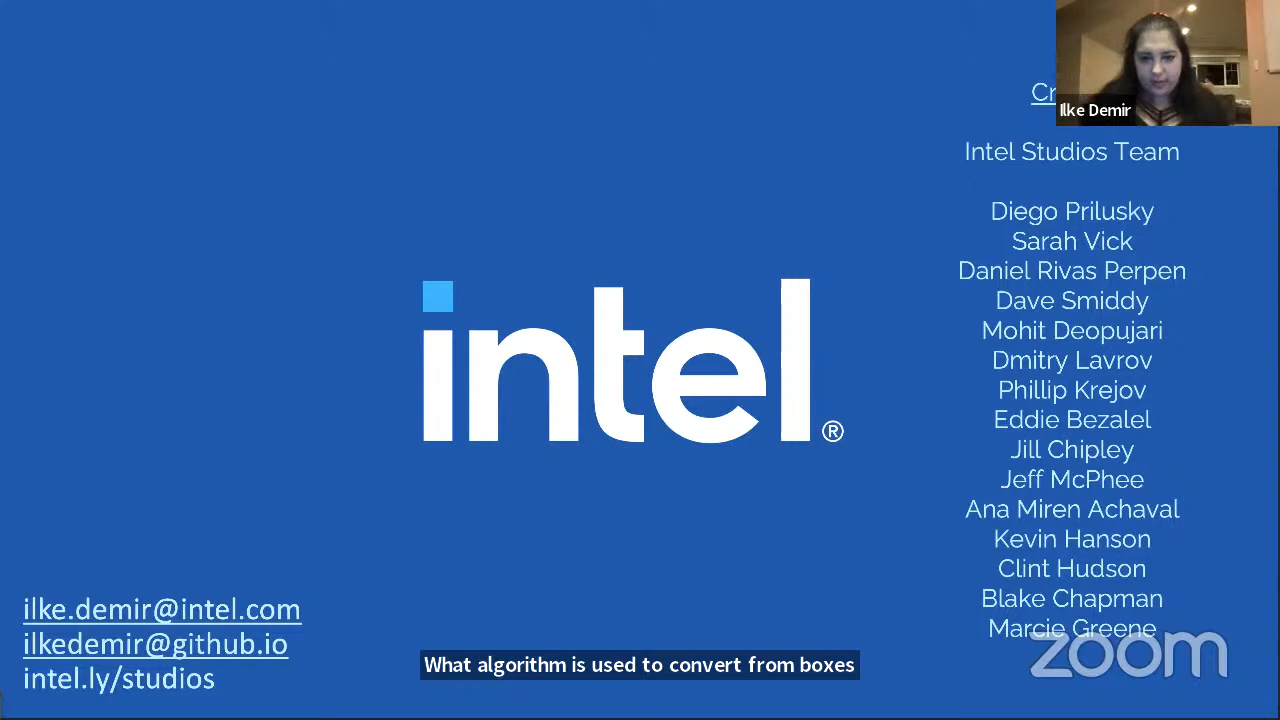 Cr
Ilke Demir
Intel Studios Team
Diego Prilusky
Sarah Vick
Daniel Rivas Perpen
Dave Smiddy
Mohit Deopujari
Dmitry Lavrov
Phillip Krejov
Eddie Bezalel
Jill Chipley
Jeff McPhee
Ana Miren Achaval
Kevin Hanson
Clint Hudson
Blake Chapman
Marcie Greene
intel®
ilke.demir@intel.com
ilkedemir@github.io
intel.ly/studios
What algorithm is used to convert from boxes
zoom